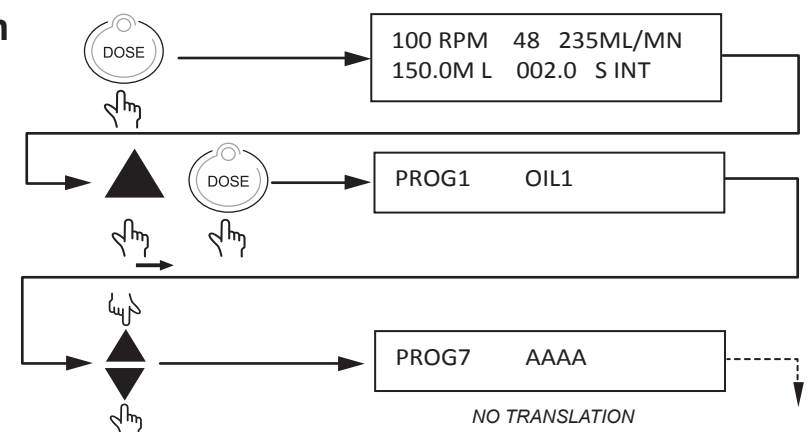 n
DOSE
100 RPM 48 235ML/MN
150.0M L 002.0 S INT
DOSE
PROG1 OIL1
PROG7 AAAA
NO TRANSLATION